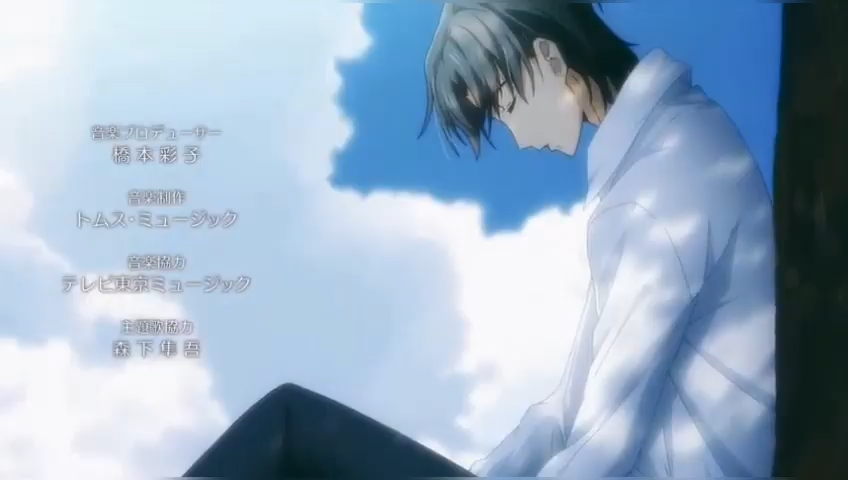 音楽プロデューサー
橋本彩子
音楽制作
トムス・ミュージック
音楽協力
テレビ東京ミュージック
主題歌協力
森下隼吾